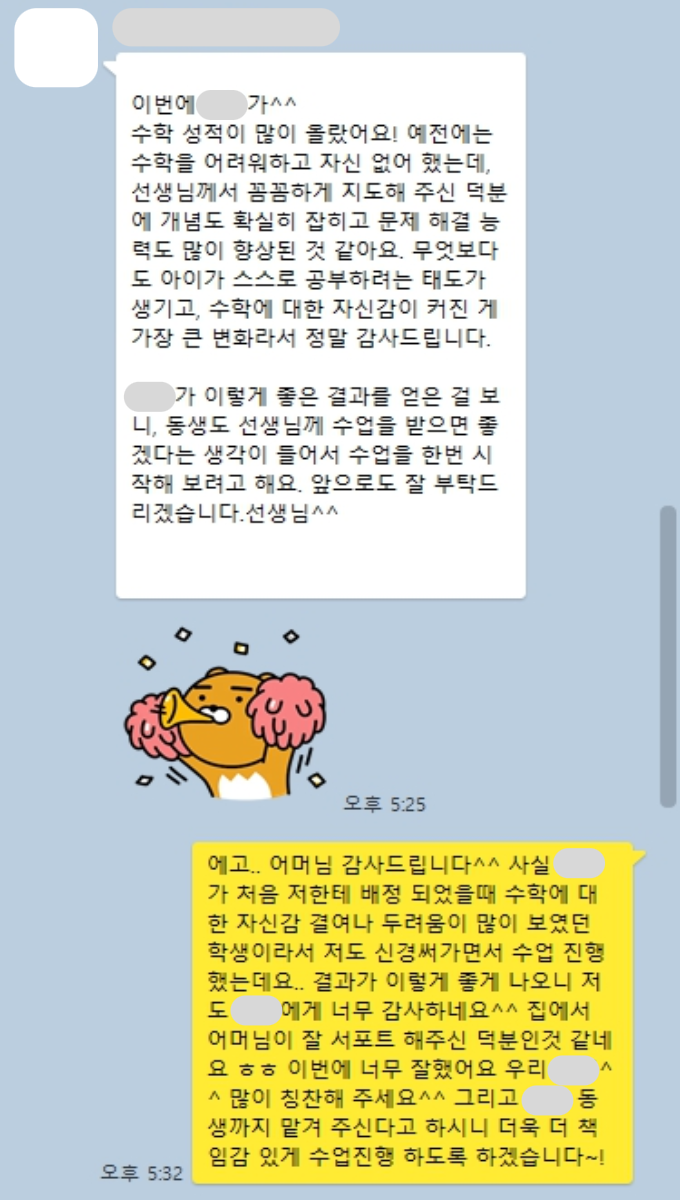 이번에 가^^
수학 성적이 많이 올랐어요! 예전에는
수학을 어려워하고 자신 없어 했는데,
선생님께서 꼼꼼하게 지도해 주신 덕분
에 개념도 확실히 잡히고 문제 해결 능
력도 많이 향상된 것 같아요. 무엇보다
도 아이가 스스로 공부하려는 태도가
생기고, 수학에 대한 자신감이 커진 게
가장 큰 변화라서 정말 감사드립니다.
가 이렇게 좋은 결과를 얻은 걸 보
니, 동생도 선생님께 수업을 받으면 좋
겠다는 생각이 들어서 수업을 한번 시
작해 보려고 해요. 앞으로도 잘 부탁드
리겠습니다.선생님^^
오후 5:25
에고.. 어머님 감사드립니다^^ 사실
가 처음 저한테 배정 되었을때 수학에 대
한 자신감 결여나 두려움이 많이 보였던
학생이라서 저도 신경써가면서 수업 진행
했는데요.. 결과가 이렇게 좋게 나오니 저
도 에게 너무 감사하네요^^ 집에서
어머님이 잘 서포트 해주신 덕분인것 같네
요 ㅎㅎ 이번에 너무 잘했어요 우리 ^
^ 많이 칭찬해 주세요^^ 그리고 동
생까지 맡겨 주신다고 하시니 더욱 더 책
임감 있게 수업진행 하도록 하겠습니다~!
오후 5:32